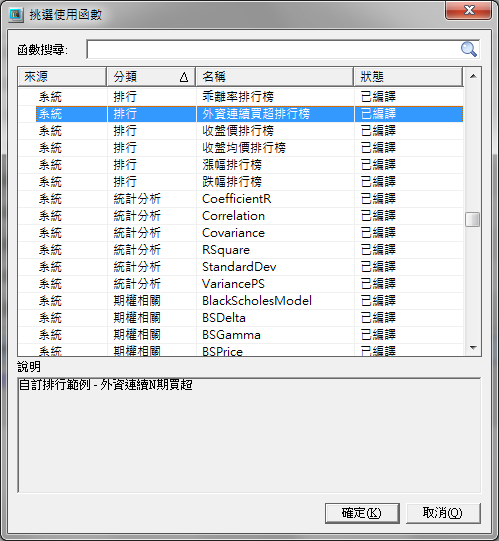 挑選使用函數
函數搜尋:
來源 分類 △ 名稱 狀態
系統 排行 乖離率排行榜 已編譯
系統 排行 外資連續買超排行榜 已編譯
系統 排行 收盤價排行榜 已編譯
系統 排行 收盤均價排行榜 已編譯
系統 排行 漲幅排行榜 已編譯
系統 排行 跌幅排行榜 已編譯
系統 統計分析 CoefficientR 已編譯
系統 統計分析 Correlation 已編譯
系統 統計分析 Covariance 已編譯
系統 統計分析 RSquare 已編譯
系統 統計分析 StandardDev 已編譯
系統 統計分析 VariancePS 已編譯
系統 期權相關 BlackScholesModel 已編譯
系統 期權相關 BSDelta 已編譯
系統 期權相關 BSGamma 已編譯
系統 期權相關 BSPrice 已編譯
說明
自訂排行範例 - 外資連續N期買超
確定(K) 取消(O)